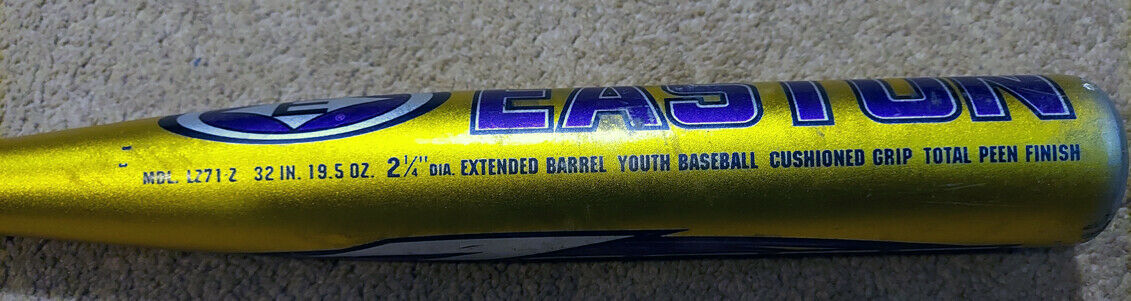 EASTON
MDL. LZ71-Z 32 IN. 19.5 OZ. 2¼" DIA. EXTENDED BARREL YOUTH BASEBALL CUSHIONED GRIP TOTAL PEEN FINISH